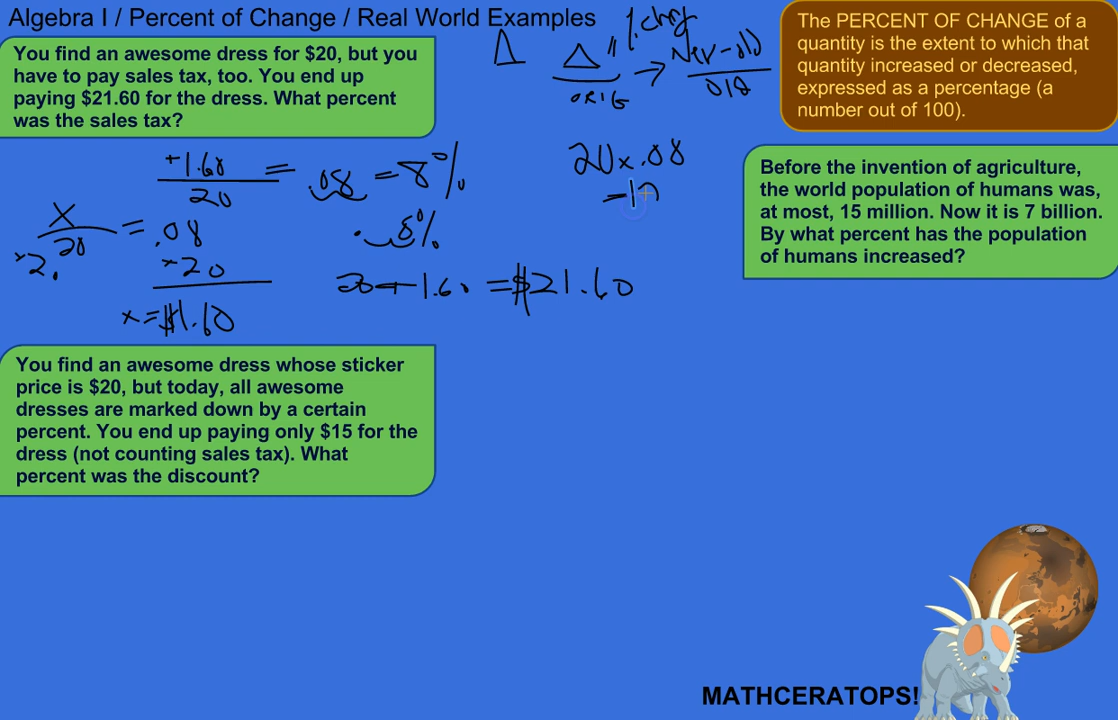 Algebra I / Percent of Change / Real World Examples
You find an awesome dress for $20, but you
have to pay sales tax, too. You end up
paying $21.60 for the dress. What percent
was the sales tax?
Δ
Δ
ORIG
% chng
→ New - old
old
The PERCENT OF CHANGE of a
quantity is the extent to which that
quantity increased or decreased,
expressed as a percentage (a
number out of 100).
+1.60
20
= .08 = 8%
.8%
x
20
= .08
×20
x=$1.60
20+1.60 = $21.60
20×.08
Before the invention of agriculture,
the world population of humans was,
at most, 15 million. Now it is 7 billion.
By what percent has the population
of humans increased?
You find an awesome dress whose sticker
price is $20, but today, all awesome
dresses are marked down by a certain
percent. You end up paying only $15 for the
dress (not counting sales tax). What
percent was the discount?
MATHCERATOPS!